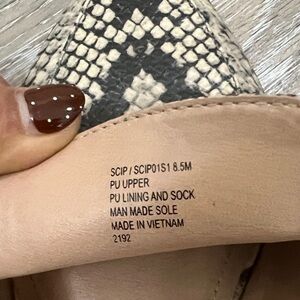 SCIP / SCIP01S1 8.5M
PU UPPER
PU LINING AND SOCK
MAN MADE SOLE
MADE IN VIETNAM
2192